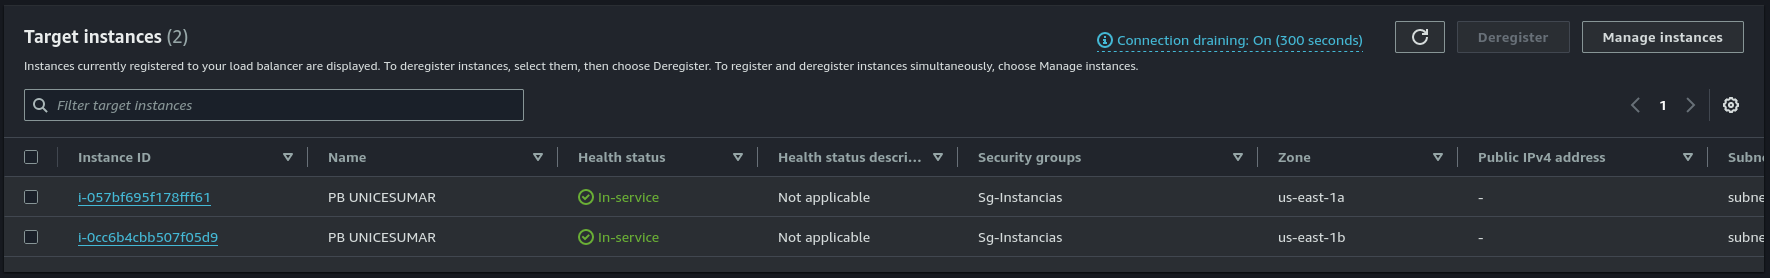 Target instances (2)
Connection draining: On (300 seconds)
Deregister
Manage instances
Instances currently registered to your load balancer are displayed. To deregister instances, select them, then choose Deregister. To register and deregister instances simultaneously, choose Manage instances.
Filter target instances
1
Instance ID Name Health status Health status descri... Security groups Zone Public IPv4 address Subne
i-057bf695f178fff61 PB UNICESUMAR In-service Not applicable Sg-Instancias us-east-1a - subne
i-0cc6b4cbb507f05d9 PB UNICESUMAR In-service Not applicable Sg-Instancias us-east-1b - subne